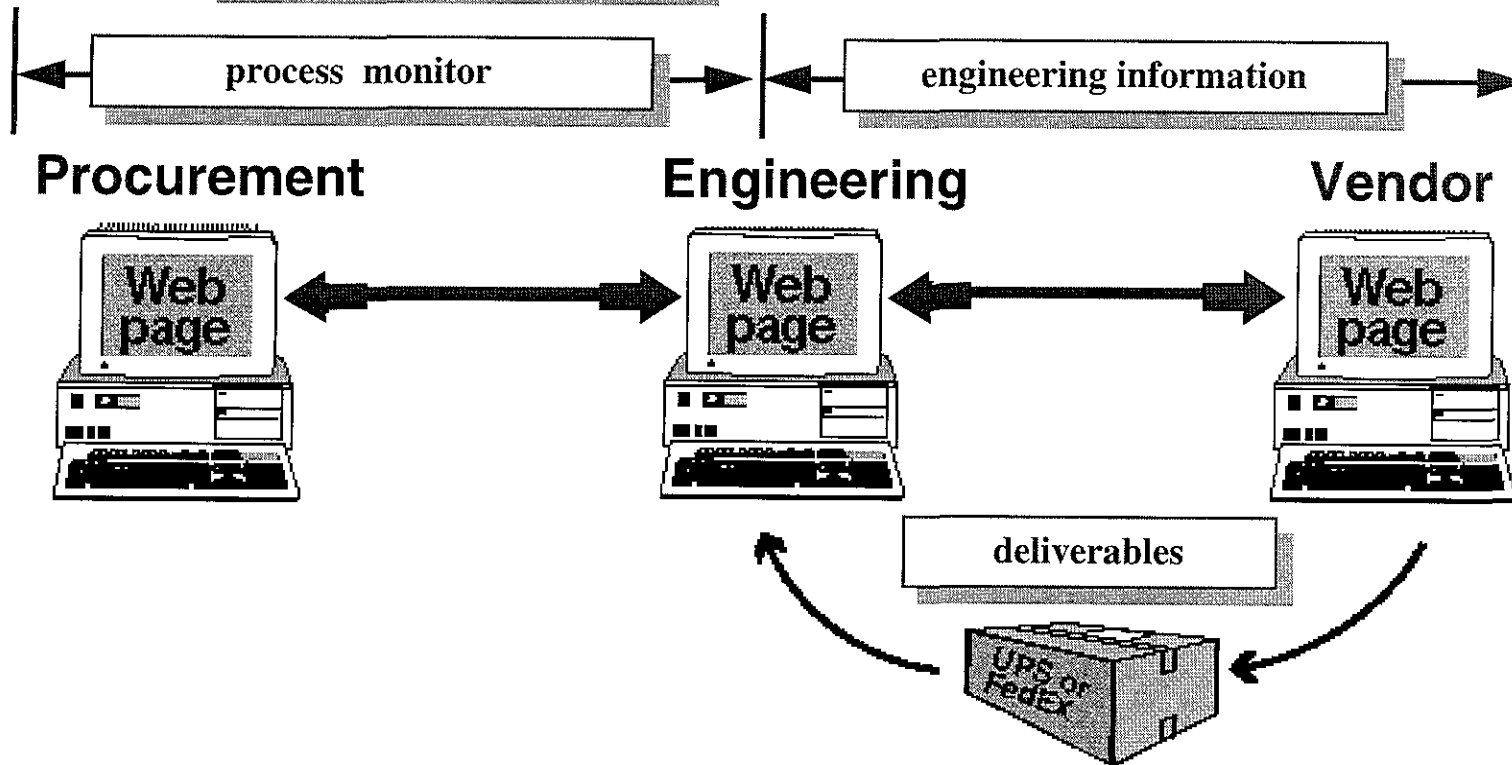 process monitor
engineering information
Procurement
Engineering
Vendor
Web
page
Web
page
Web
page
deliverables
UPS or
FedEx